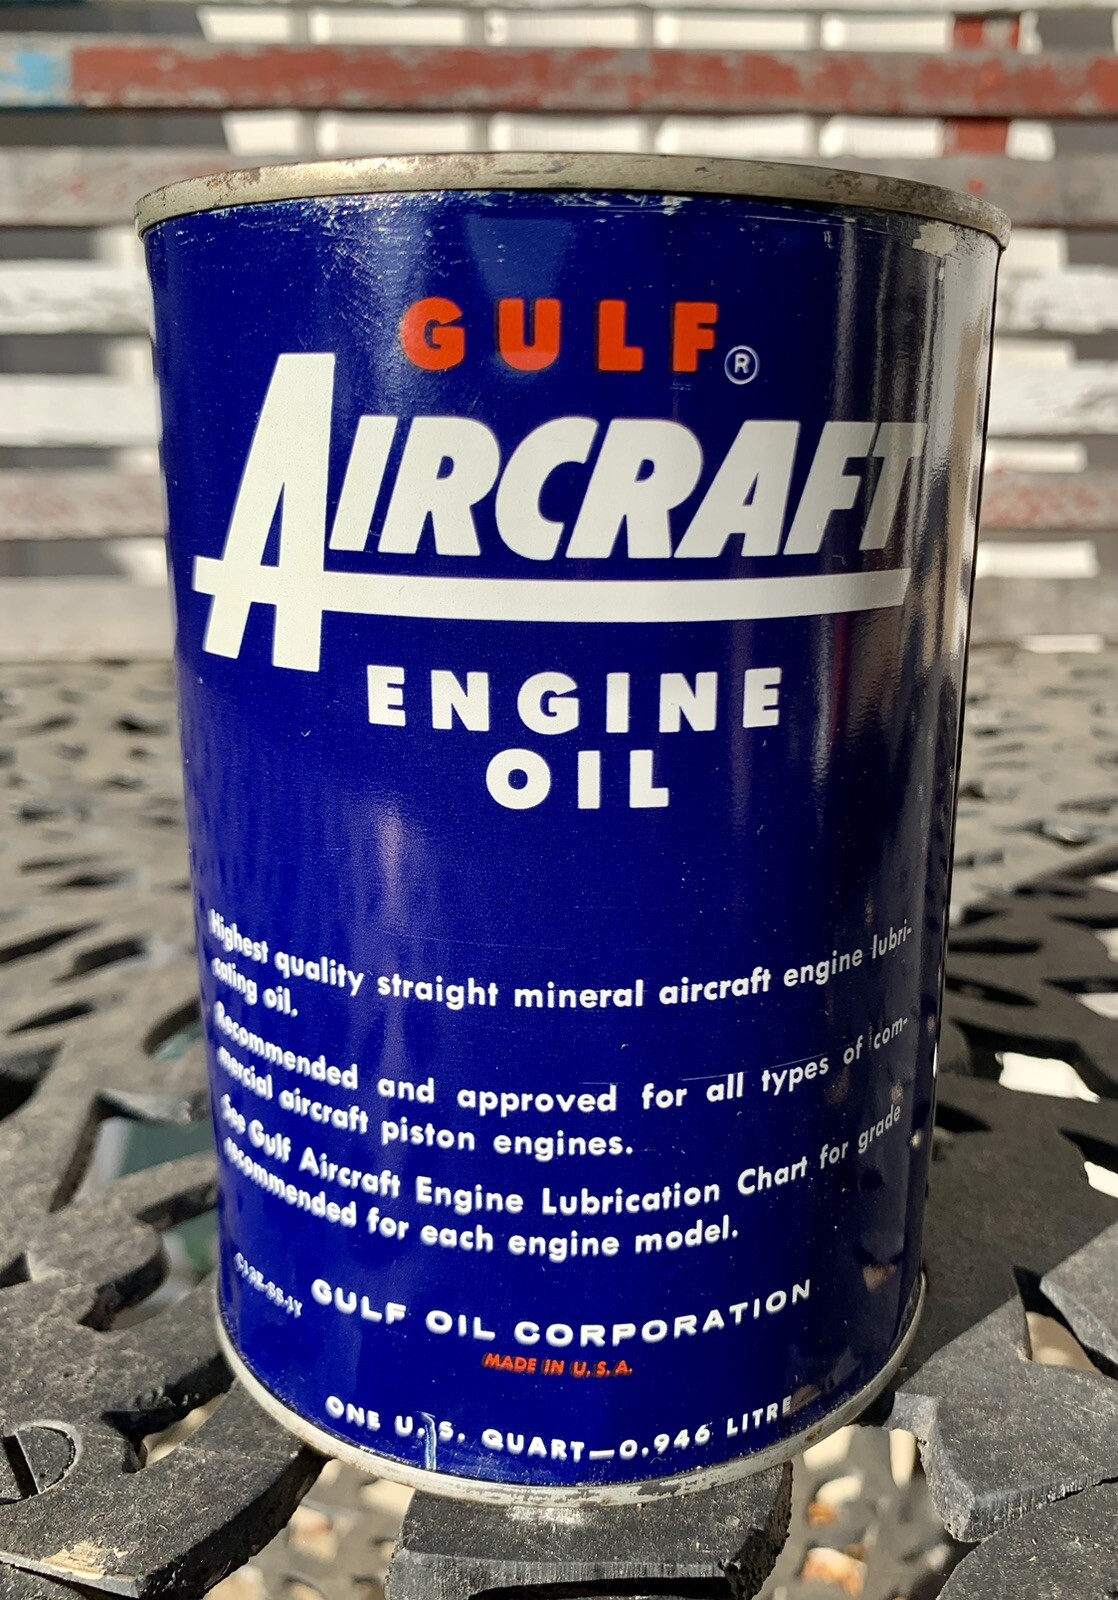 GULF®
AIRCRAFT
ENGINE
OIL
Highest quality straight mineral aircraft engine lubri-
cating oil.
Recommended and approved for all types of com-
mercial aircraft piston engines.
See Gulf Aircraft Engine Lubrication Chart for grade
recommended for each engine model.
GULF OIL CORPORATION
MADE IN U.S.A.
ONE U.S. QUART—0.946 LITRE